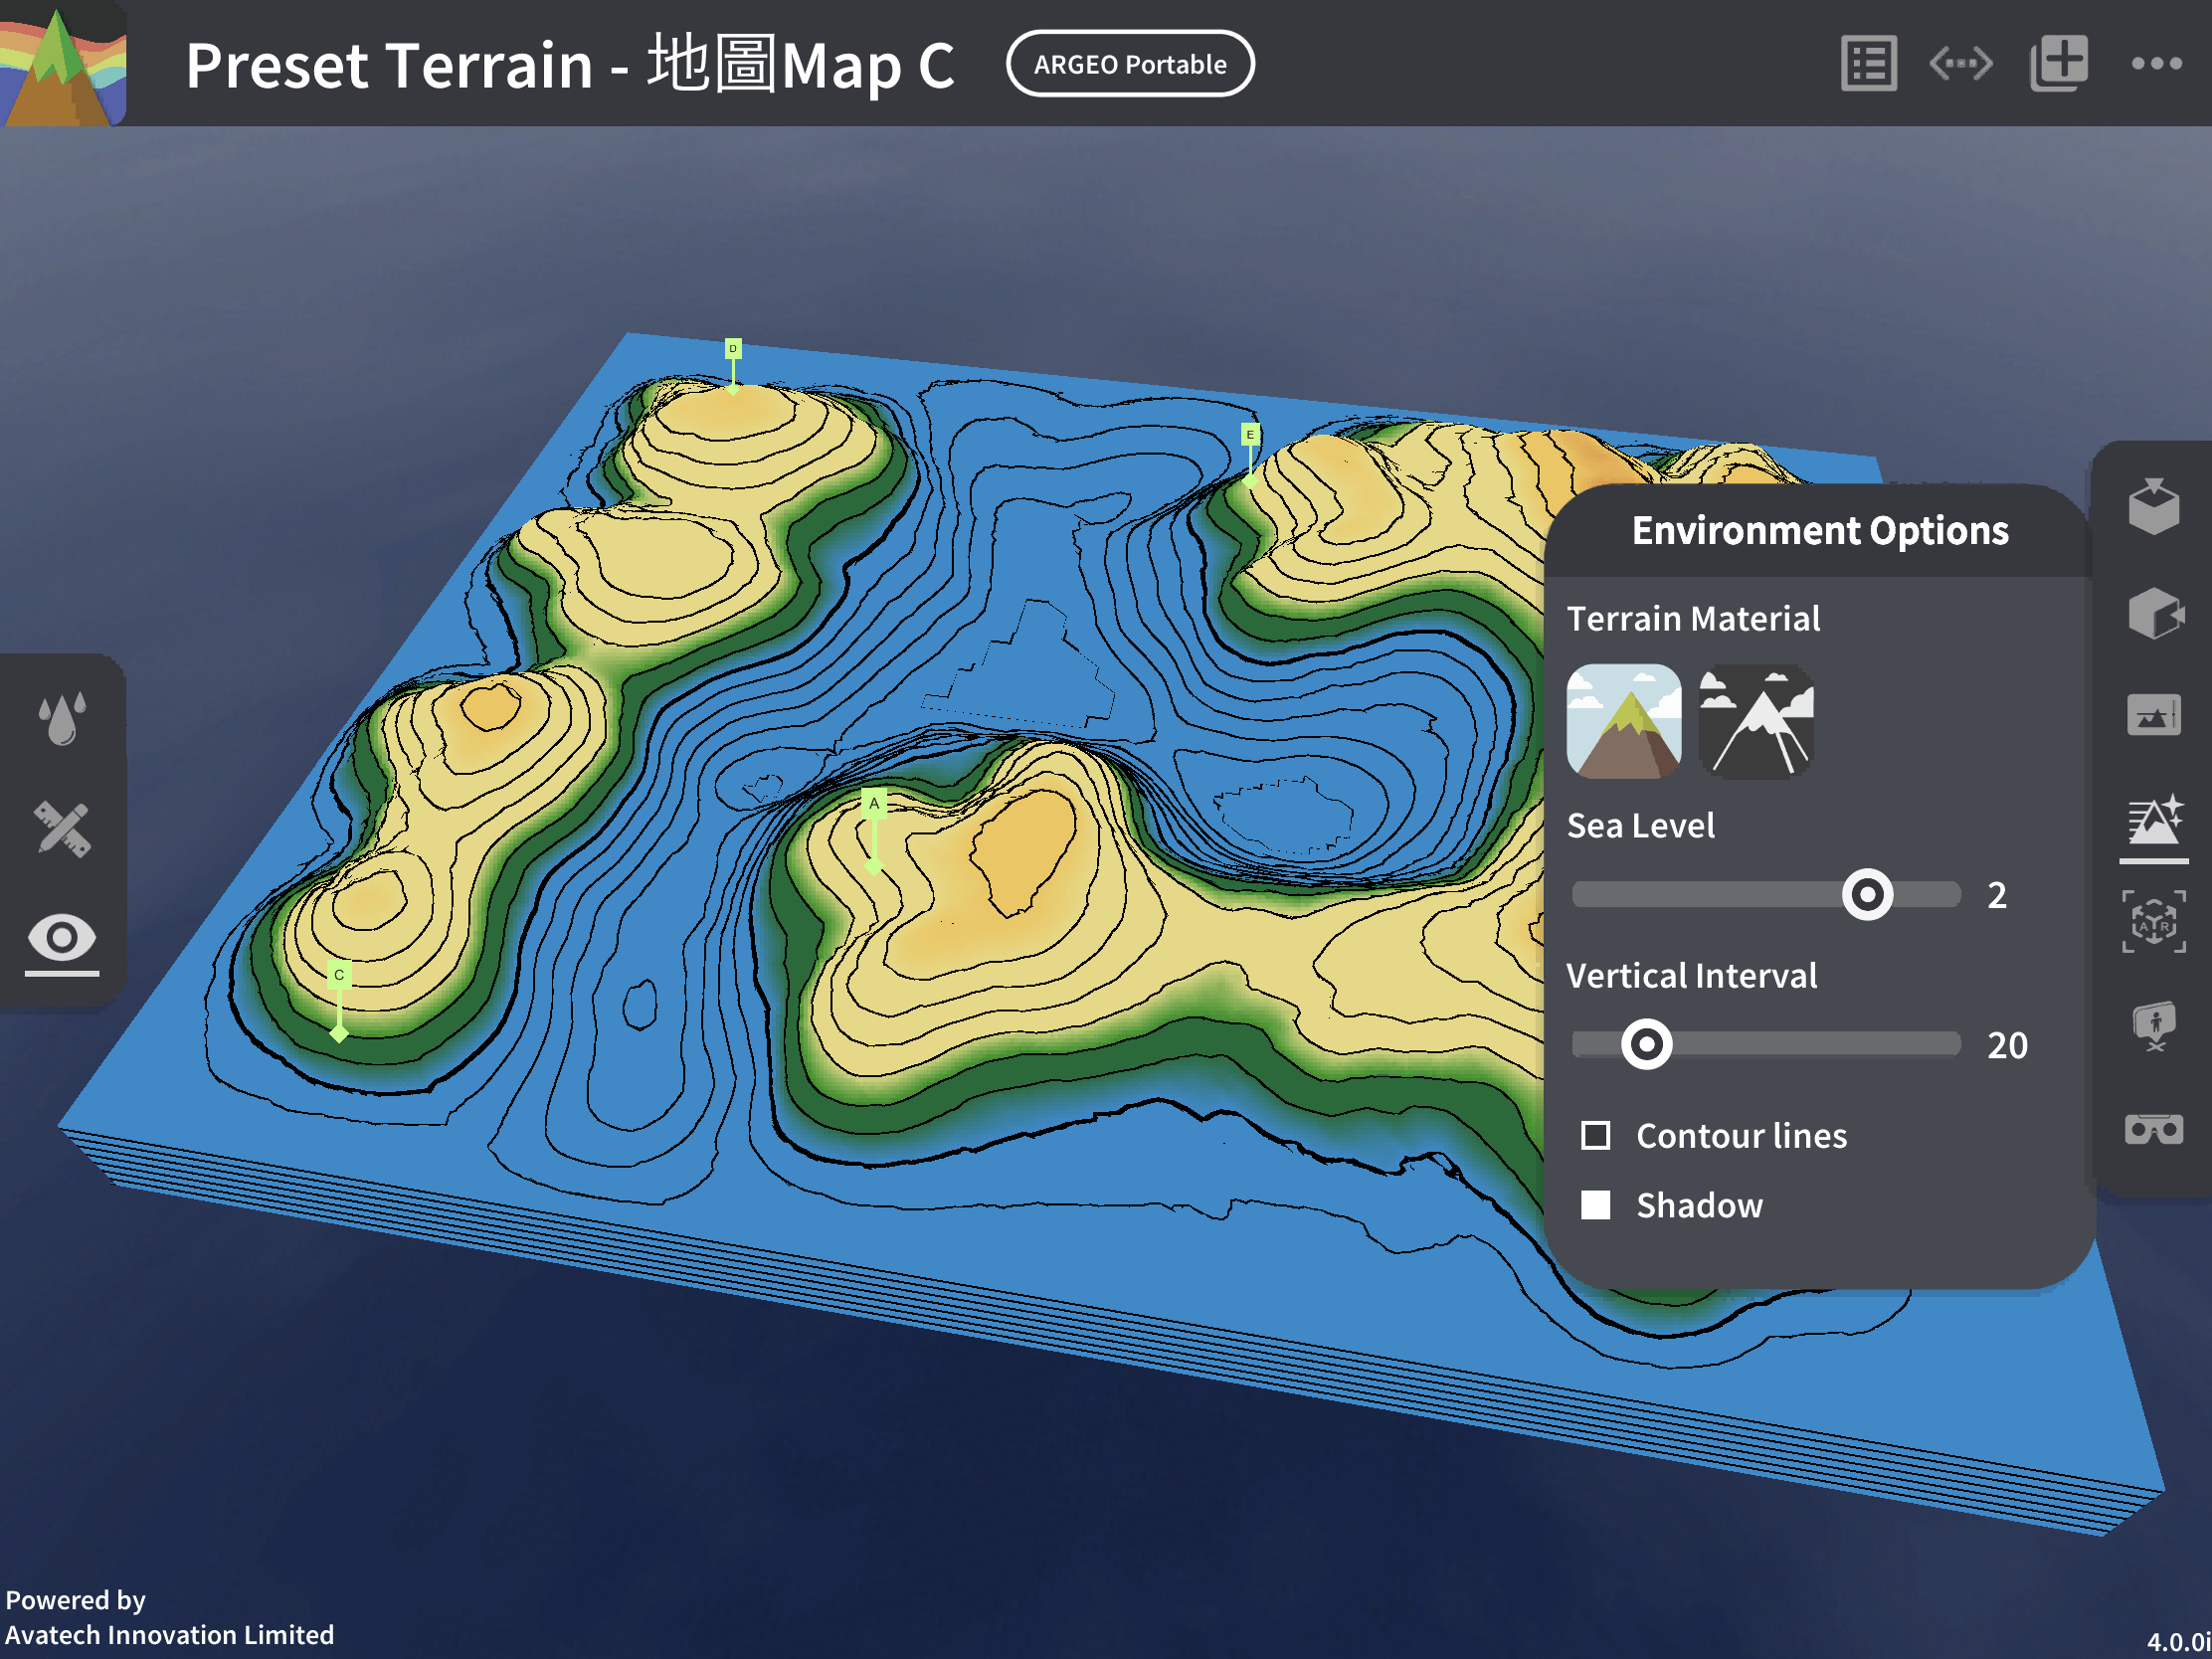 Preset Terrain - 地圖Map C
ARGEO Portable
D
E
A
C
Environment Options
Terrain Material
Sea Level
2
Vertical Interval
20
Contour lines
Shadow
AYR
Powered by
Avatech Innovation Limited
4.0.0i